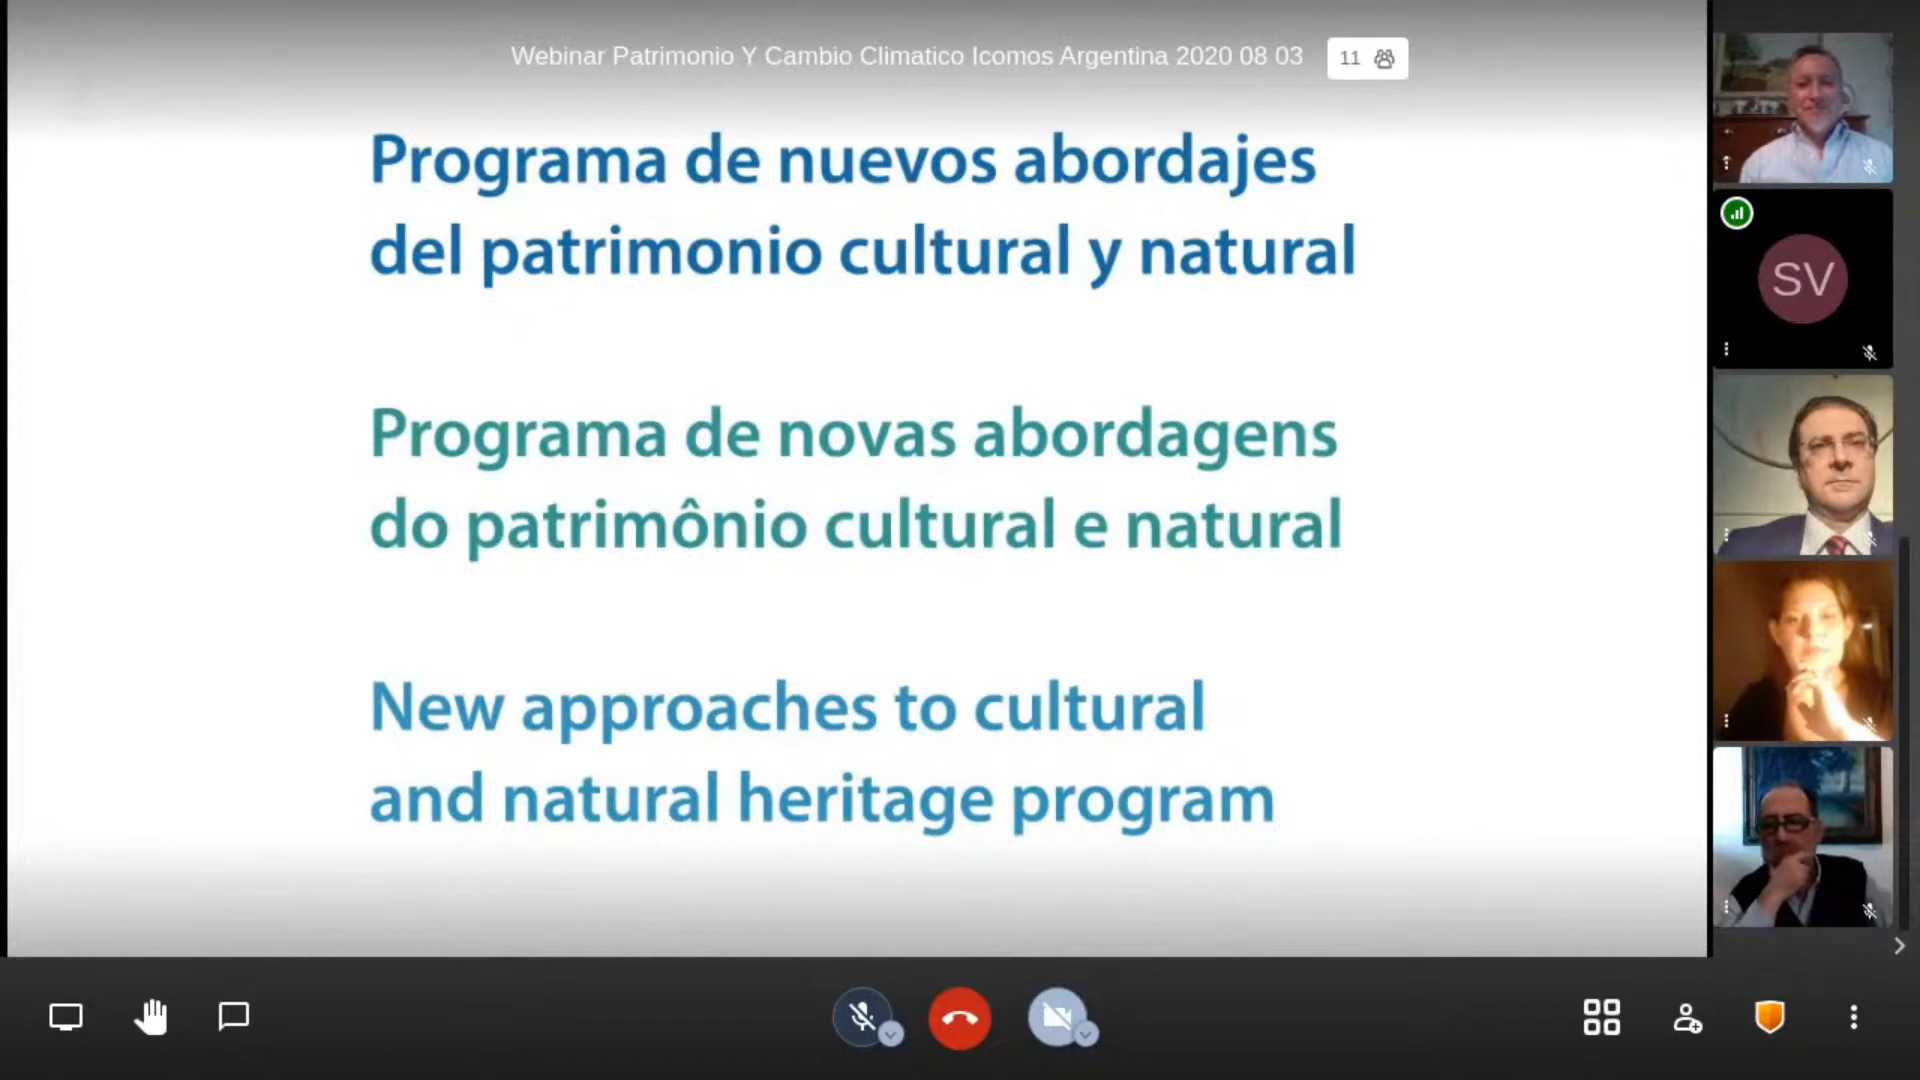 Webinar Patrimonio Y Cambio Climatico Icomos Argentina 2020 08 03 11
Programa de nuevos abordajes
del patrimonio cultural y natural
Programa de novas abordagens
do patrimônio cultural e natural
New approaches to cultural
and natural heritage program
SV